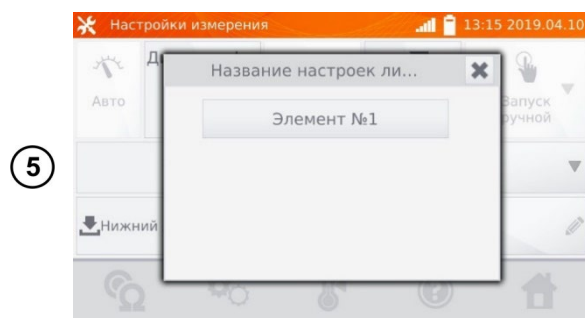 Настройки измерения 13:15 2019.04.10
Название настроек ли...
Авто
Запуск
ручной
Элемент №1
5
Нижний